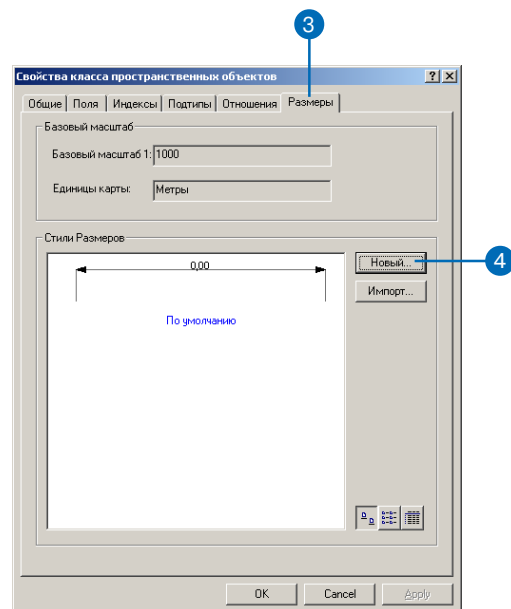 3
Свойства класса пространственных объектов
Общие Поля Индексы Подтипы Отношения Размеры
Базовый масштаб
Базовый масштаб 1: 1000
Единицы карты: Метры
Стили Размеров
0,00
По умолчанию
Новый...
4
Импорт...
OK Cancel Apply